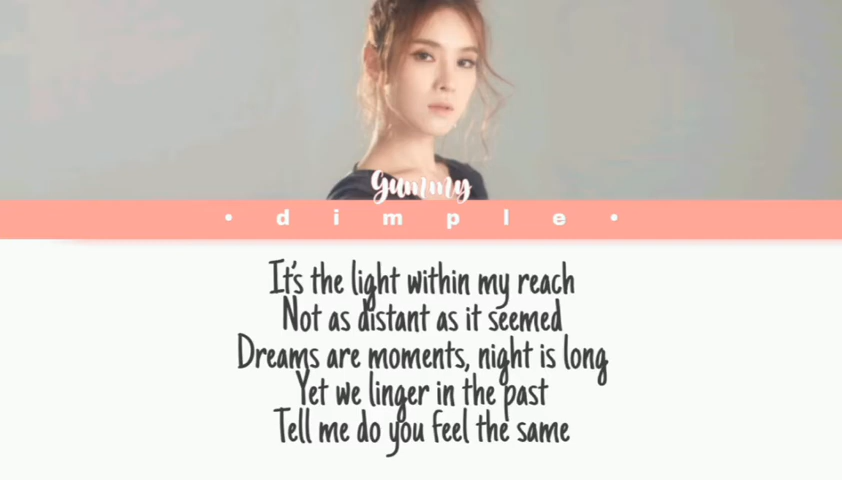 Gummy
• dimple •
It's the light within my reach
Not as distant as it seemed
Dreams are moments, night is long
Yet we linger in the past
Tell me do you feel the same